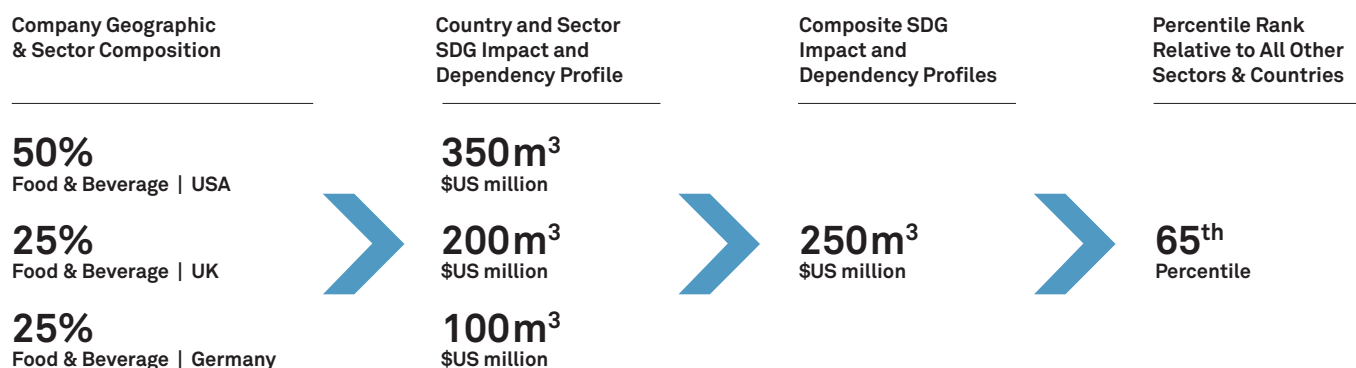 Company Geographic
& Sector Composition
50%
Food & Beverage | USA
25%
Food & Beverage | UK
25%
Food & Beverage | Germany
Country and Sector
SDG Impact and
Dependency Profile
350m³
$US million
200m³
$US million
100m³
$US million
Composite SDG
Impact and
Dependency Profiles
250m³
$US million
Percentile Rank
Relative to All Other
Sectors & Countries
65th
Percentile